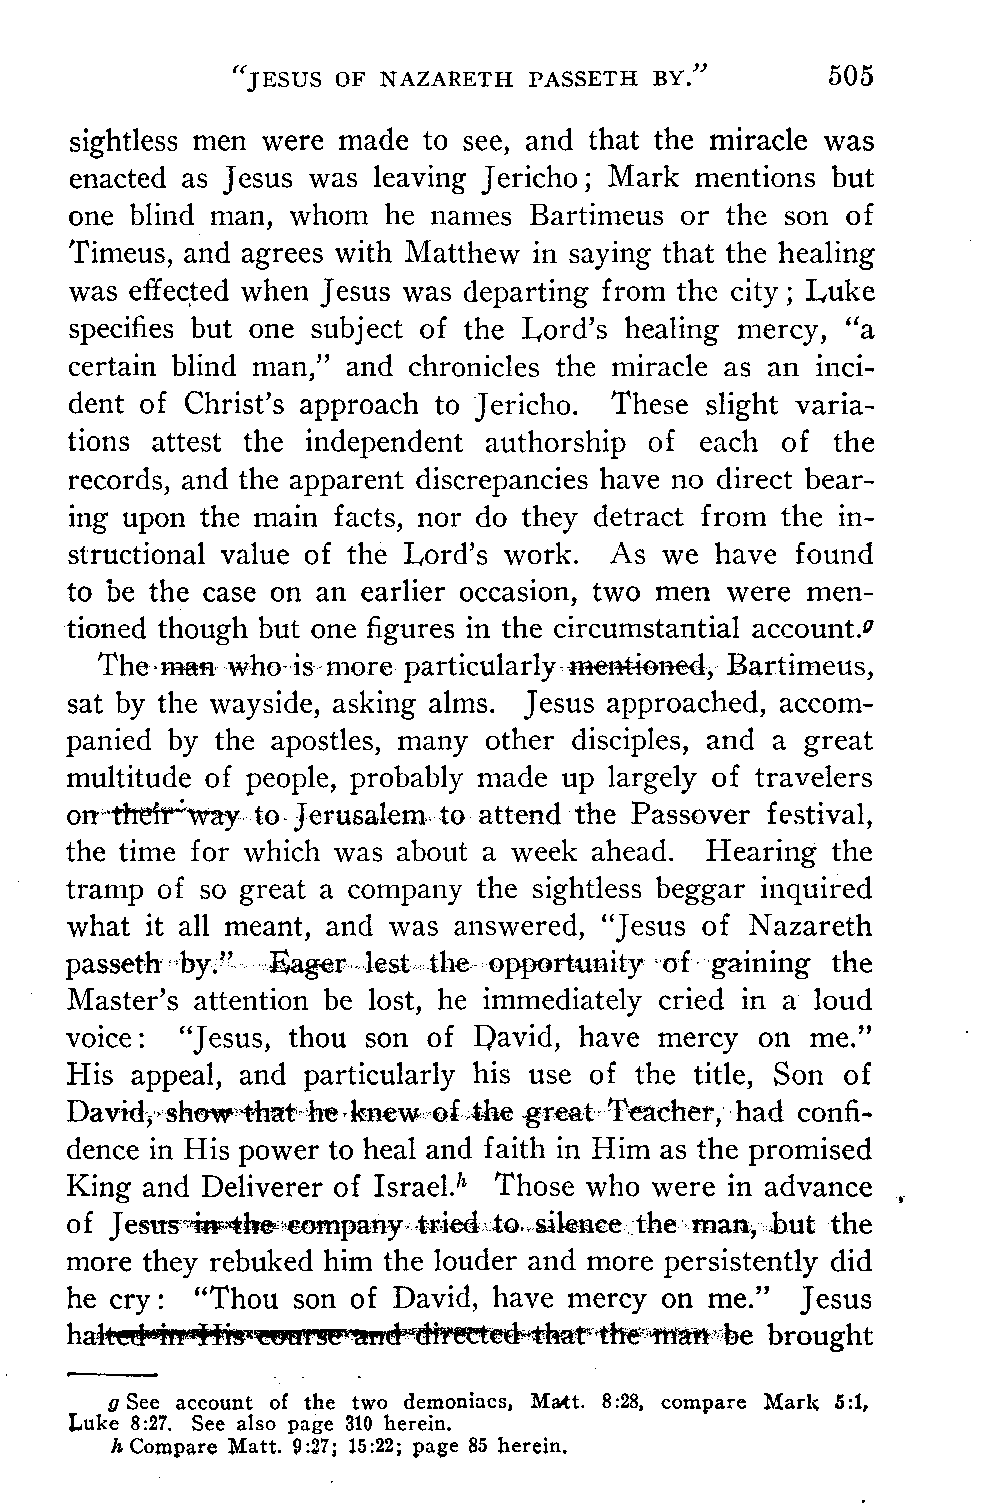 "JESUS OF NAZARETH PASSETH BY." 505
sightless men were made to see, and that the miracle was
enacted as Jesus was leaving Jericho; Mark mentions but
one blind man, whom he names Bartimeus or the son of
Timeus, and agrees with Matthew in saying that the healing
was effected when Jesus was departing from the city; Luke
specifies but one subject of the Lord's healing mercy, "a
certain blind man," and chronicles the miracle as an inci-
dent of Christ's approach to Jericho. These slight varia-
tions attest the independent authorship of each of the
records, and the apparent discrepancies have no direct bear-
ing upon the main facts, nor do they detract from the in-
structional value of the Lord's work. As we have found
to be the case on an earlier occasion, two men were men-
tioned though but one figures in the circumstantial account.g
The man who is more particularly mentioned, Bartimeus,
sat by the wayside, asking alms. Jesus approached, accom-
panied by the apostles, many other disciples, and a great
multitude of people, probably made up largely of travelers
on their way to Jerusalem to attend the Passover festival,
the time for which was about a week ahead. Hearing the
tramp of so great a company the sightless beggar inquired
what it all meant, and was answered, "Jesus of Nazareth
passeth by." Eager lest the opportunity of gaining the
Master's attention be lost, he immediately cried in a loud
voice: "Jesus, thou son of David, have mercy on me."
His appeal, and particularly his use of the title, Son of
David, show that he knew of the great Teacher, had confi-
dence in His power to heal and faith in Him as the promised
King and Deliverer of Israel.h Those who were in advance
of Jesus in the company tried to silence the man, but the
more they rebuked him the louder and more persistently did
he cry: "Thou son of David, have mercy on me." Jesus
halted in His course and directed that the man be brought
g See account of the two demoniacs, Matt. 8:28, compare Mark 5:1,
Luke 8:27. See also page 310 herein.
h Compare Matt. 9:27; 15:22; page 85 herein.